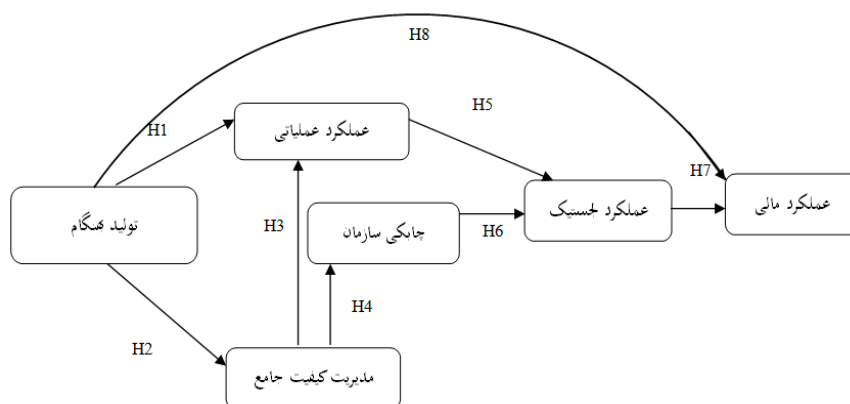 H8
H1
عملکرد عملیاتی
H5
تولید بهنگام
H3
چابکی سازمان
H6
عملکرد لجستیک
H7
عملکرد مالی
H4
H2
مدیریت کیفیت جامع